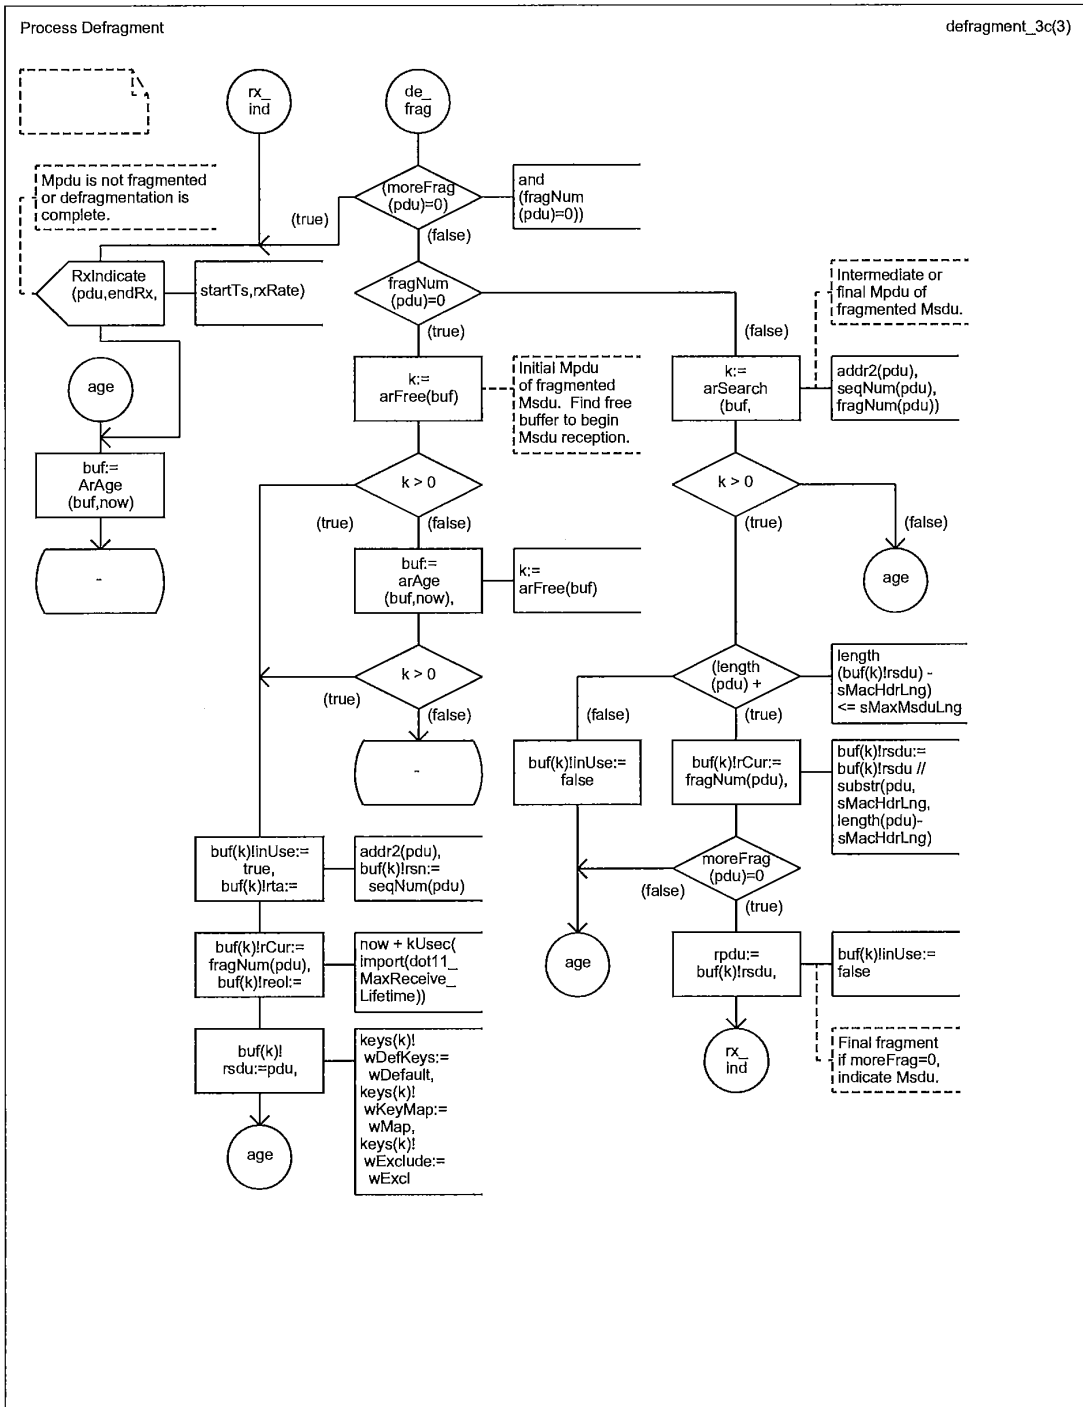 Process Defragment
defragment_3c(3)
rx_
ind
de_
frag
Mpdu is not fragmented
or defragmentation is
complete.
(moreFrag
(pdu)=0)
and
(fragNum
(pdu)=0))
(true)
(false)
RxIndicate
(pdu,endRx,
startTs,rxRate)
fragNum
(pdu)=0
Intermediate or
final Mpdu of
fragmented Msdu.
(true)
(false)
age
k:=
arFree(buf)
Initial Mpdu
of fragmented
Msdu. Find free
buffer to begin
Msdu reception.
k:=
arSearch
(buf,
addr2(pdu),
seqNum(pdu),
fragNum(pdu))
buf:=
ArAge
(buf,now)
k > 0
(true)
(false)
k > 0
(true)
(false)
-
buf:=
arAge
(buf,now),
k:=
arFree(buf)
age
k > 0
(true)
(false)
(length
(pdu) +
length
(buf(k)!rsdu) -
sMacHdrLng)
<= sMaxMsduLng
(false)
(true)
-
buf(k)!inUse:=
false
buf(k)!rCur:=
fragNum(pdu),
buf(k)!rsdu:=
buf(k)!rsdu //
substr(pdu,
sMacHdrLng,
length(pdu)-
sMacHdrLng)
buf(k)!inUse:=
true,
buf(k)!rta:=
addr2(pdu),
buf(k)!rsn:=
seqNum(pdu)
moreFrag
(pdu)=0
(false)
(true)
buf(k)!rCur:=
fragNum(pdu),
buf(k)!reol:=
now + kUsec(
import(dot11_
MaxReceive_
Lifetime))
age
rpdu:=
buf(k)!rsdu,
buf(k)!inUse:=
false
buf(k)!
rsdu:=pdu,
keys(k)!
wDefKeys:=
wDefault,
keys(k)!
wKeyMap:=
wMap,
keys(k)!
wExclude:=
wExcl
rx_
ind
Final fragment
if moreFrag=0,
indicate Msdu.
age